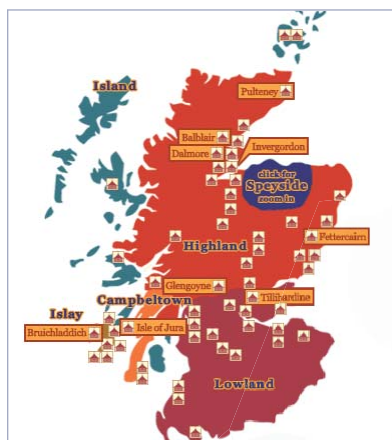 Island
Pulteney
Balblair
Dalmore
Invergordon
click for
Speyside
zoom in
Fettercairn
Highland
Glengoyne
Tillibardine
Campbeltown
Islay
Isle of Jura
Bruichladdich
Lowland